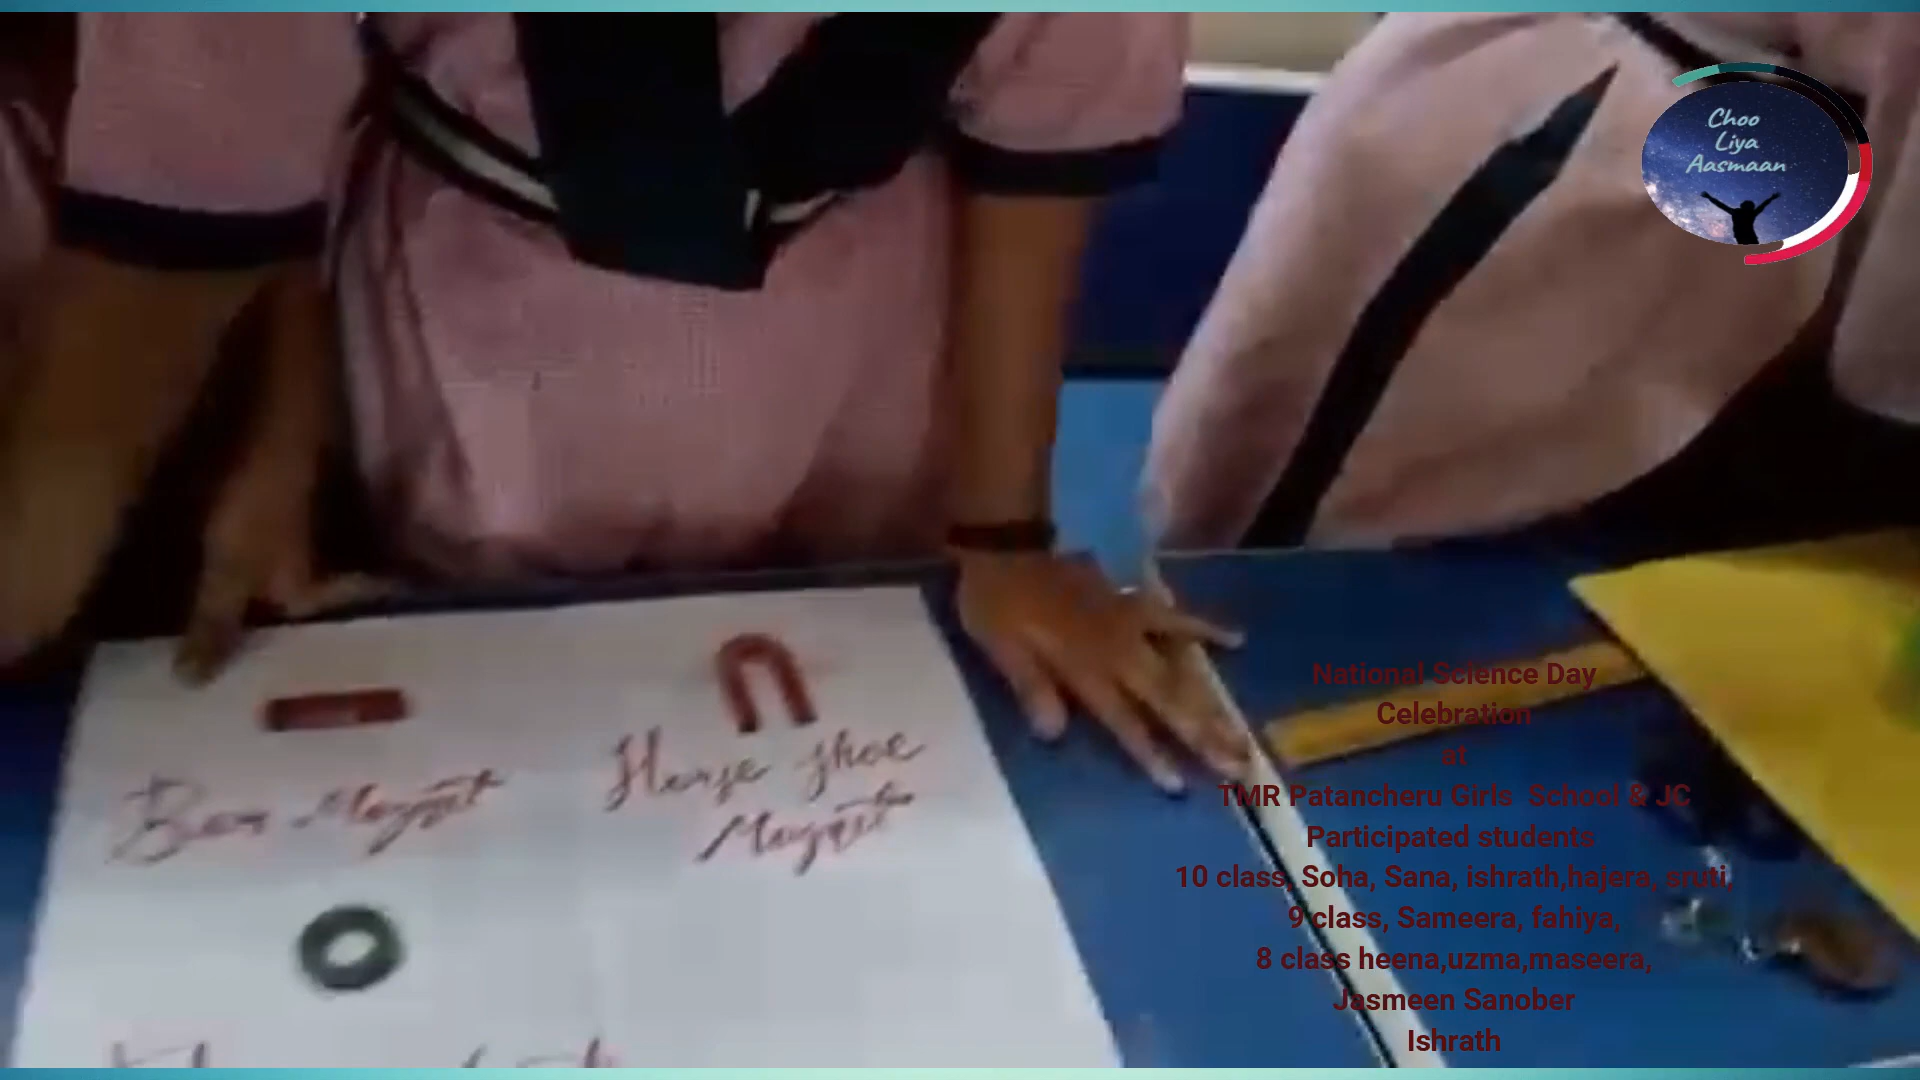 Choo
Liya
Aasmaan
Bar Magnet
Horse shoe
Magnet
National Science Day
Celebration
at
TMR Patancheru Girls School & JC
Participated students
10 class, Soha, Sana, ishrath,hajera, sruti,
9 class, Sameera, fahiya,
8 class heena,uzma,maseera,
Jasmeen Sanober
Ishrath